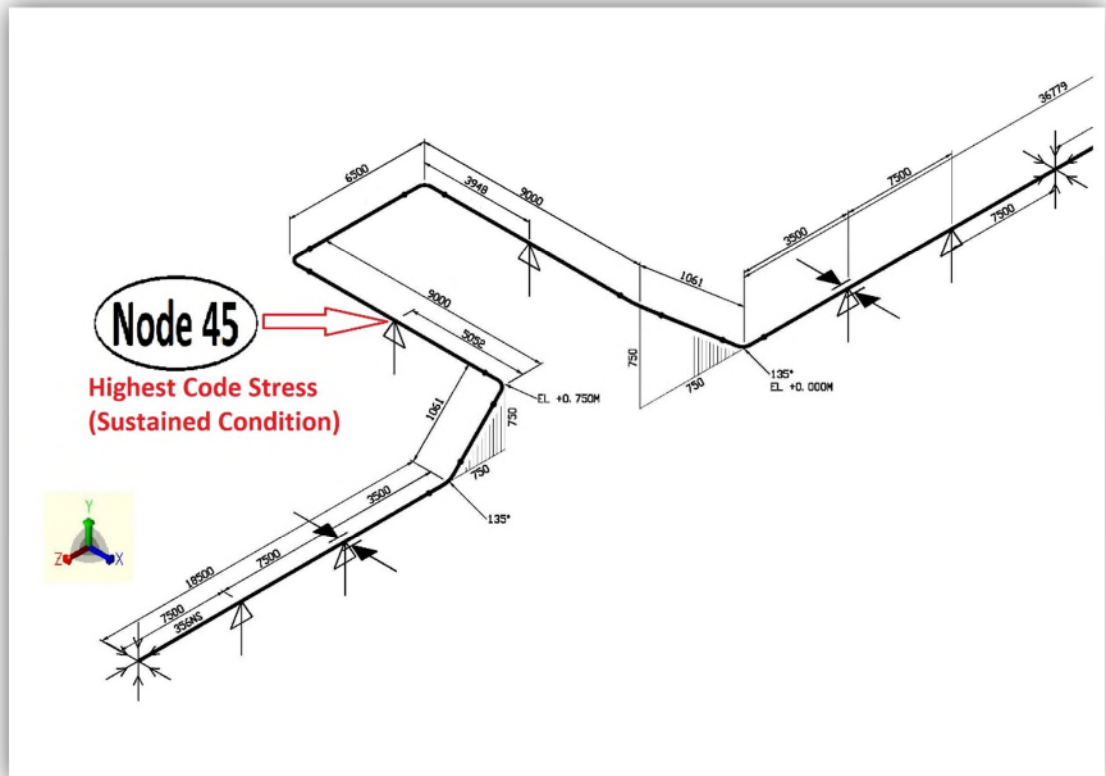 36779
7500
7500
3500
9000
6500
3948
1061
750
750
135°
EL +0.000M
9000
5052
Node 45
Highest Code Stress
(Sustained Condition)
EL +0.750M
1061
750
750
135°
3500
7500
18500
7500
356NS
Y
Z
X